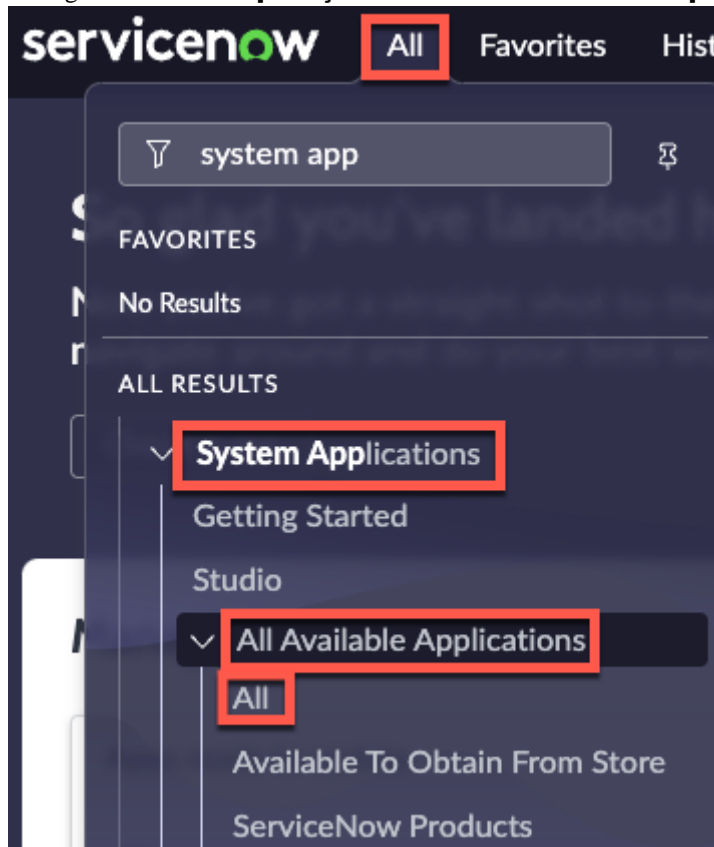 servicenow All Favorites Hist
system app
FAVORITES
No Results
ALL RESULTS
System Applications
Getting Started
Studio
All Available Applications
All
Available To Obtain From Store
ServiceNow Products